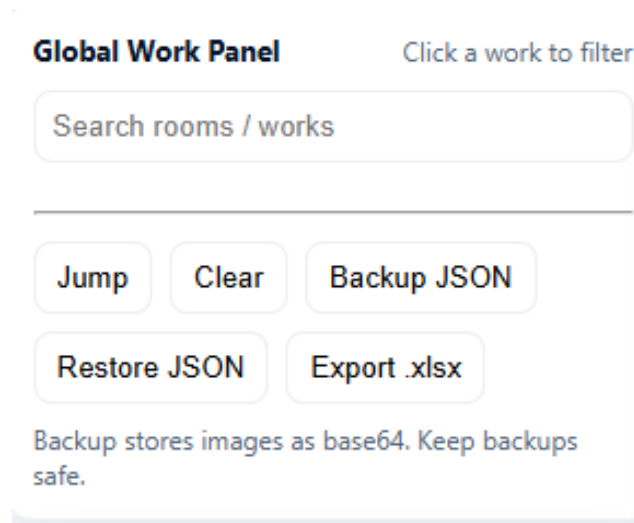 Global Work Panel Click a work to filter
Search rooms / works
Jump Clear Backup JSON
Restore JSON Export .xlsx
Backup stores images as base64. Keep backups
safe.